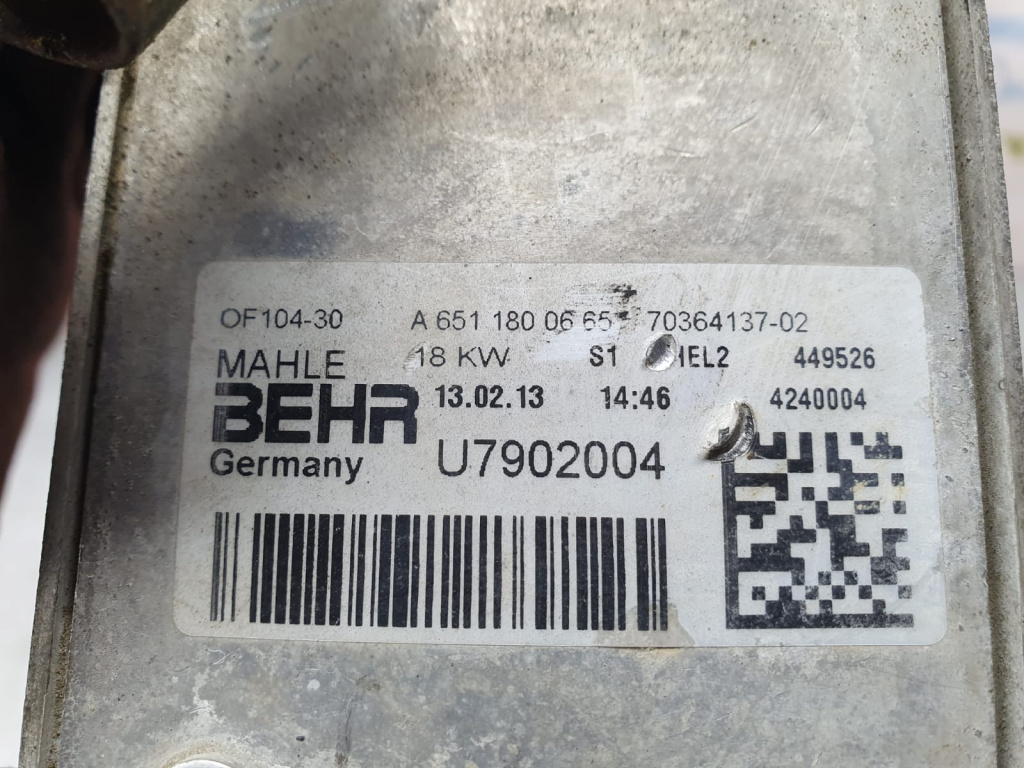 OF104-30 A 651 180 06 65 70364137-02
MAHLE 18 KW S1 HEL2 449526
BEHR 13.02.13 14:46 4240004
Germany U7902004